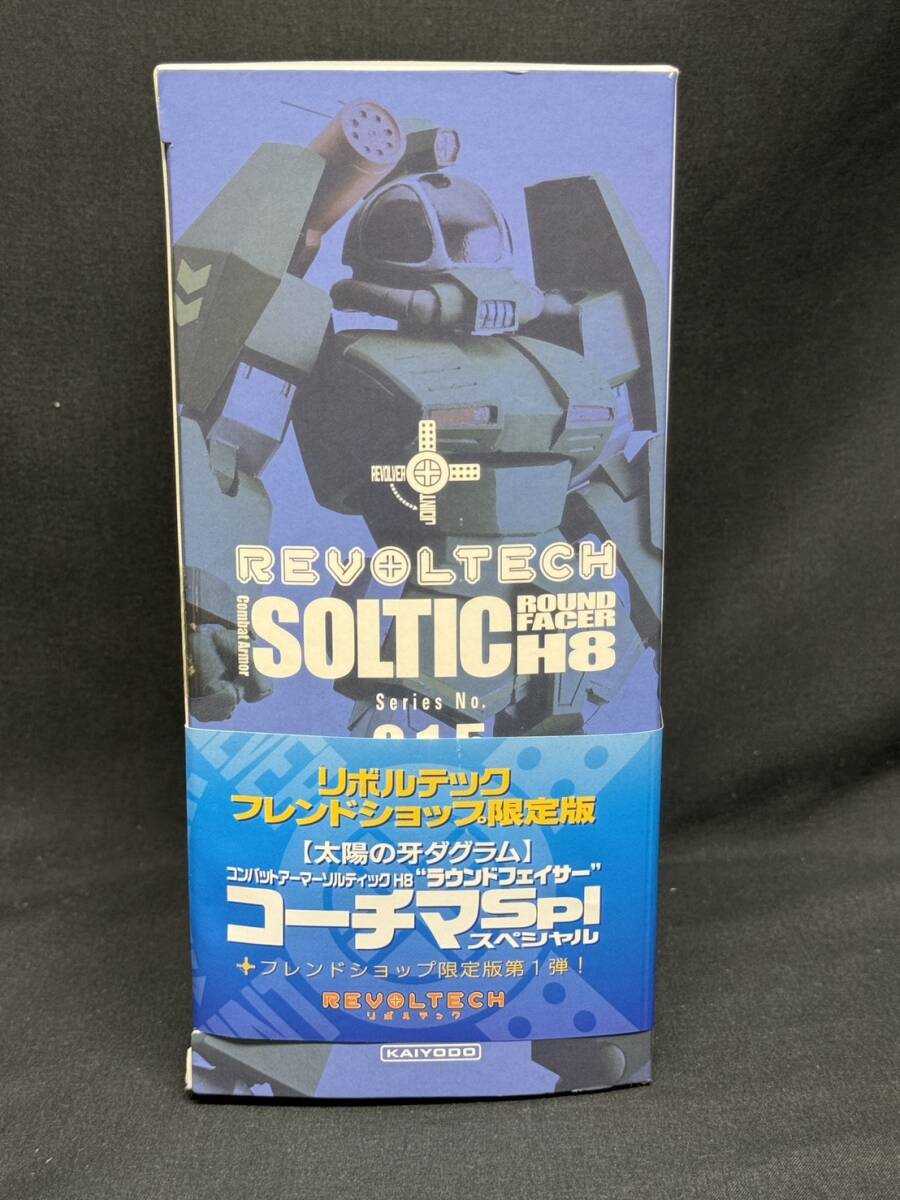 REVOLVER
JOINT
REVOLTECH
Combat Armor
SOLTIC
ROUND
FACER
H8
Series No.
リボルテック
フレンドショップ限定版
【太陽の牙ダグラム】
コンバットアーマーソルティックH8“ラウンドフェイサー”
コーチマSpl
スペシャル
フレンドショップ限定版第1弾!
REVOLTECH
リボルテック
KAIYODO